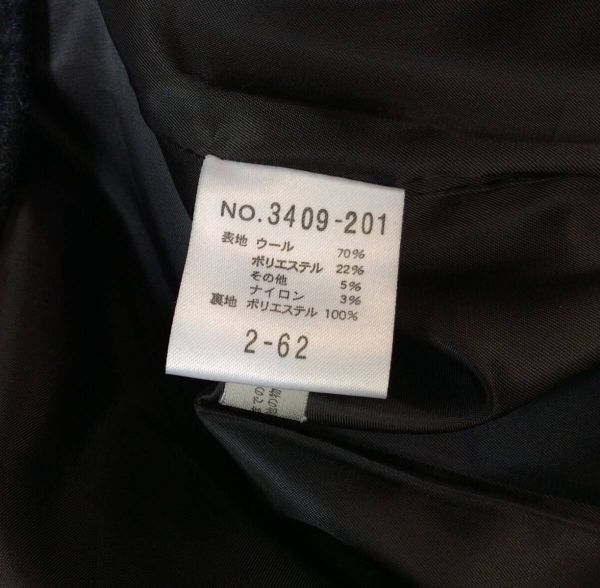 NO.3409-201
表地 ウール 70%
ポリエステル 22%
その他 5%
ナイロン 3%
裏地 ポリエステル 100%
2-62